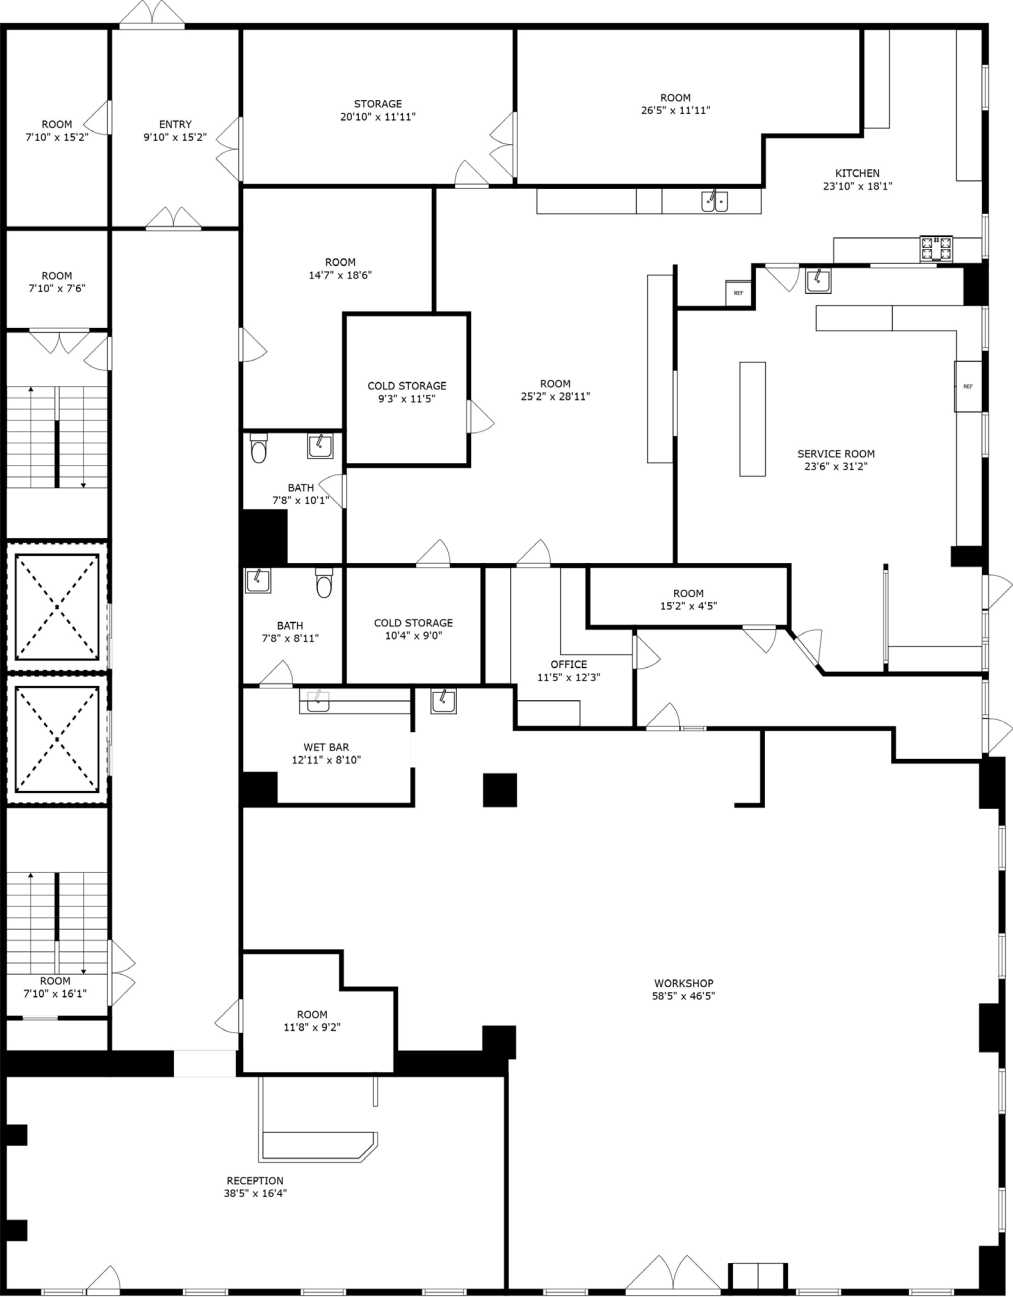 ROOM
7'10" x 15'2"
ENTRY
9'10" x 15'2"
STORAGE
20'10" x 11'11"
ROOM
26'5" x 11'11"
KITCHEN
23'10" x 18'1"
ROOM
7'10" x 7'6"
ROOM
14'7" x 18'6"
REF
COLD STORAGE
9'3" x 11'5"
ROOM
25'2" x 28'11"
REF
SERVICE ROOM
23'6" x 31'2"
BATH
7'8" x 10'1"
BATH
7'8" x 8'11"
COLD STORAGE
10'4" x 9'0"
ROOM
15'2" x 4'5"
OFFICE
11'5" x 12'3"
WET BAR
12'11" x 8'10"
ROOM
7'10" x 16'1"
ROOM
11'8" x 9'2"
WORKSHOP
58'5" x 46'5"
RECEPTION
38'5" x 16'4"